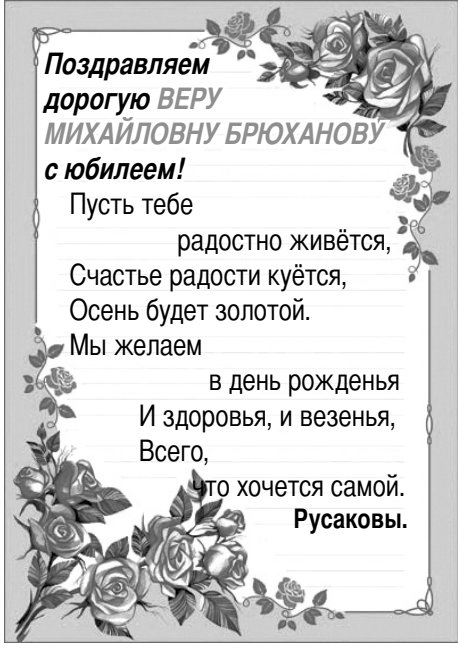 Поздравляем
дорогую ВЕРУ
МИХАЙЛОВНУ БРЮХАНОВУ
с юбилеем!
Пусть тебе
радостно живётся,
Счастье радости куётся,
Осень будет золотой.
Мы желаем
в день рожденья
И здоровья, и везенья,
Всего,
что хочется самой.
Русаковы.